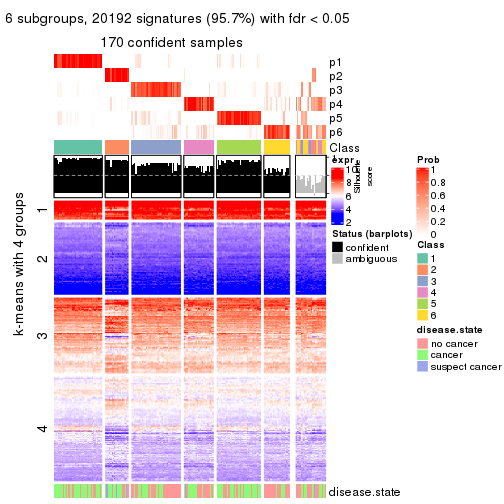 6 subgroups, 20192 signatures (95.7%) with fdr < 0.05
170 confident samples
p1
p2
p3
p4
p5
p6
Class
Silhouette
score
k-means with 4 groups
1
2
3
4
expr
10
8
6
4
2
Status (barplots)
confident
ambiguous
Prob
1
0.8
0.6
0.4
0.2
0
Class
1
2
3
4
5
6
disease.state
no cancer
cancer
suspect cancer
disease.state